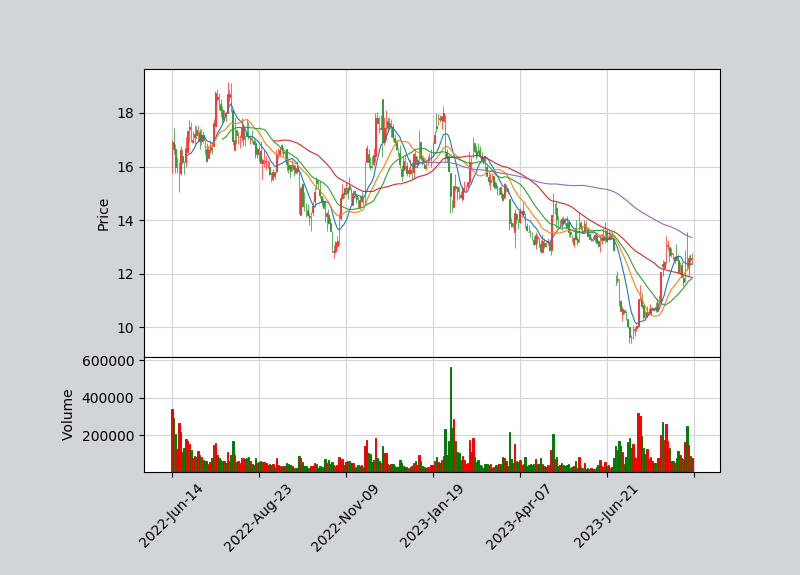 18
16
14
12
10
Price
600000
400000
200000
Volume
2022-Jun-14
2022-Aug-23
2022-Nov-09
2023-Jan-19
2023-Apr-07
2023-Jun-21